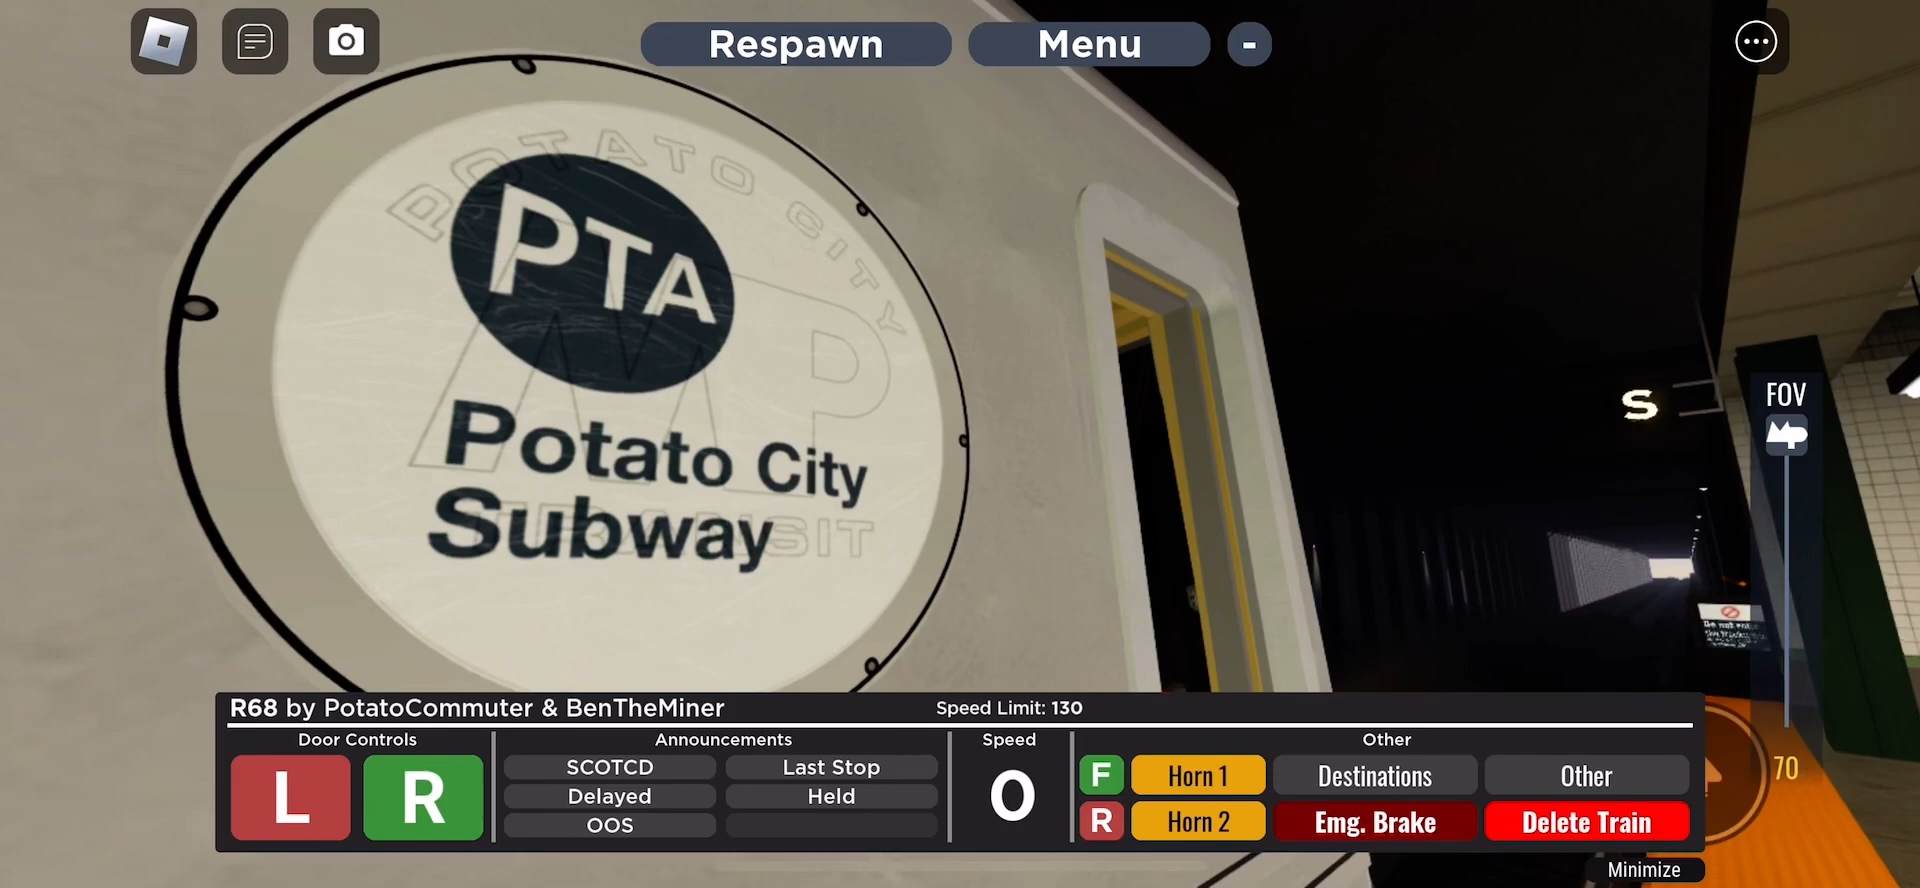 Respawn
Menu
-
POTATO CITY
PTA
MP
Potato City
Subway
TRANSIT
S
FOV
70
R68 by PotatoCommuter & BenTheMiner
Speed Limit: 130
Door Controls
L
R
Announcements
SCOTCD
Last Stop
Delayed
Held
OOS
Speed
0
Other
F
Horn 1
Destinations
Other
R
Horn 2
Emg. Brake
Delete Train
Minimize